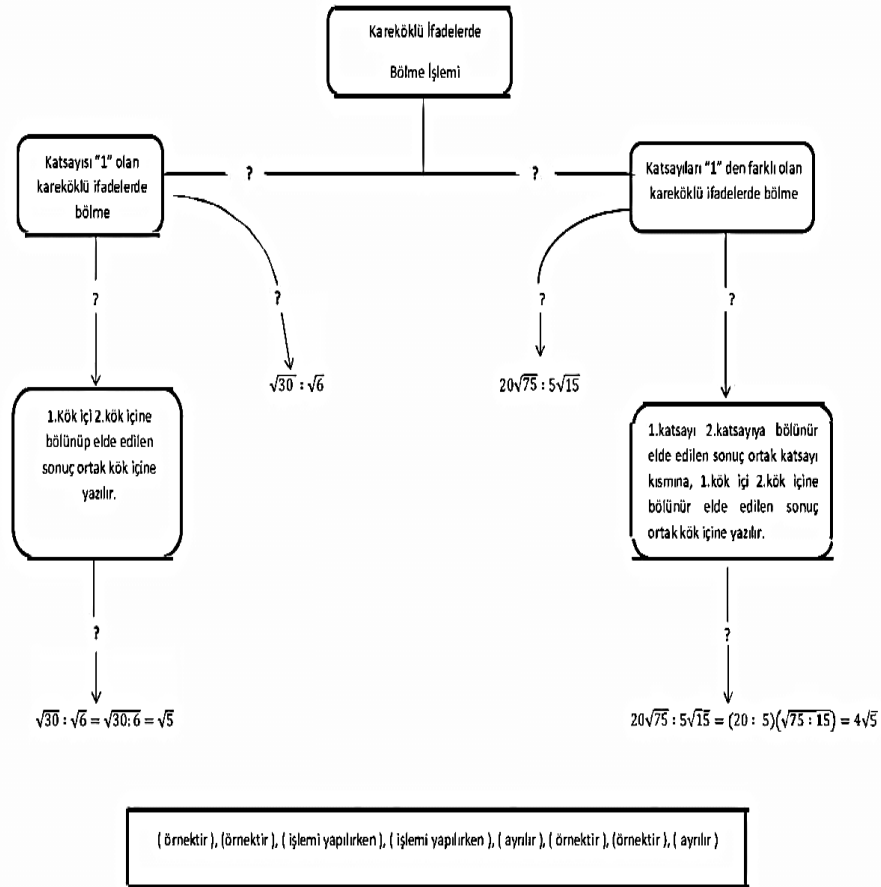 Kareköklü İfadelerde
Bölme İşlemi
Katsayısı "1" olan
kareköklü ifadelerde
bölme
?
?
Katsayıları "1" den farklı olan
kareköklü ifadelerde bölme
?
?
?
?
√30 : √6
20√75 : 5√15
1.Kök içi 2.kök içine
bölünüp elde edilen
sonuç ortak kök içine
yazılır.
1.katsayı 2.katsayıya bölünür
elde edilen sonuç ortak katsayı
kısmına, 1.kök içi 2.kök içine
bölünür elde edilen sonuç
ortak kök içine yazılır.
?
?
√30 : √6 = √30:6 = √5
20√75 : 5√15 = (20 : 5)(√75 : 15) = 4√5
( örnektir ), (örnektir ), ( işlemi yapılırken ), ( işlemi yapılırken ), ( ayrılır ), ( örnektir ), (örnektir ), ( ayrılır )